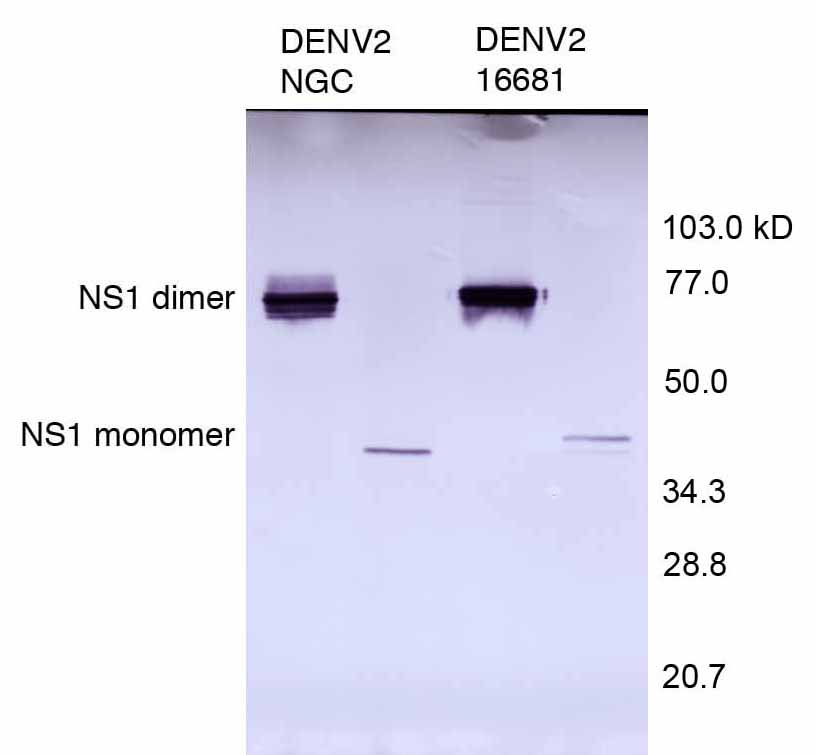 DENV2
NGC
DENV2
16681
103.0 kD
77.0
NS1 dimer
50.0
NS1 monomer
34.3
28.8
20.7